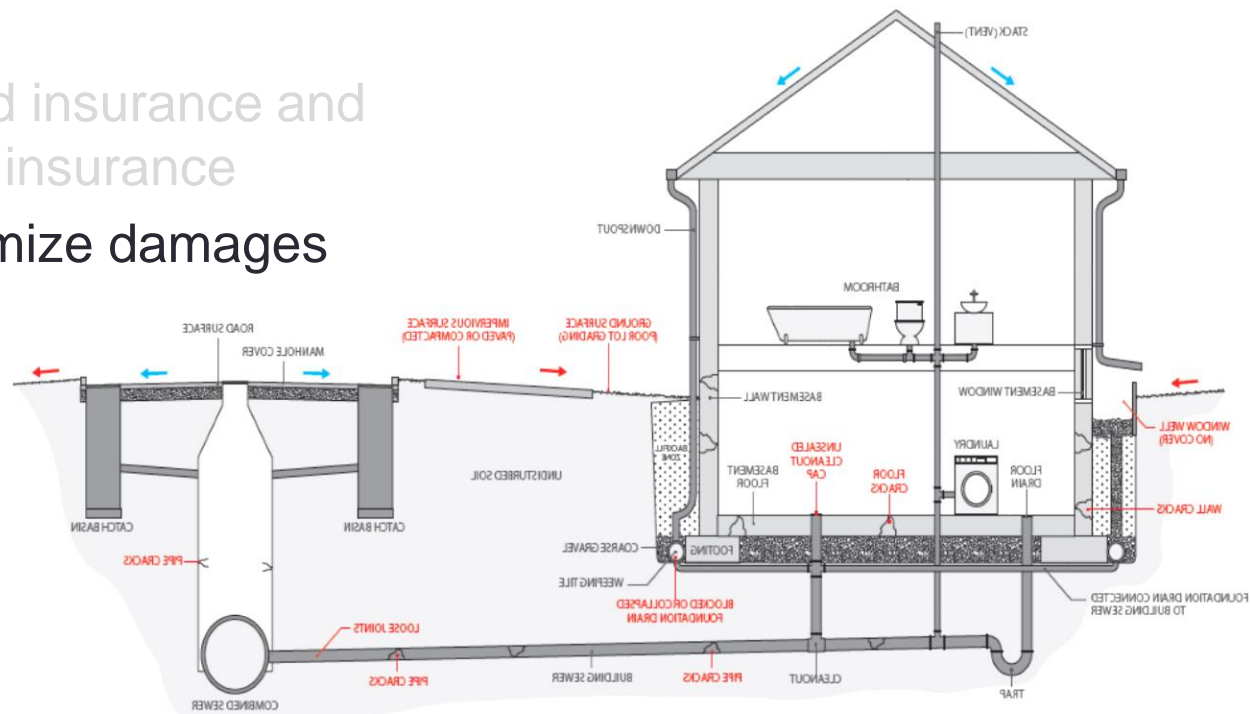 d insurance and
insurance
mize damages
STACK (VENT)
DOWNSPOUT
BATHROOM
ROAD SURFACE
MANHOLE COVER
IMPERVIOUS SURFACE
(PAVED OR COMPACTED)
GROUND SURFACE
(POOR LOT GRADING)
BASEMENT WALL
BASEMENT WINDOW
WINDOW WELL
(NO COVER)
BACKFILL
ZONE
UNDISTURBED SOIL
BASEMENT
FLOOR
UNSEALED
CLEANOUT
CAP
FLOOR
CRACKS
LAUNDRY
FLOOR
DRAIN
WALL CRACKS
CATCH BASIN
CATCH BASIN
PIPE CRACKS
COARSE GRAVEL
FOOTING
WEEPING TILE
BLOCKED OR COLLAPSED
FOUNDATION DRAIN
FOUNDATION DRAIN CONNECTED
TO BUILDING SEWER
LOOSE JOINTS
PIPE CRACKS
BUILDING SEWER
PIPE CRACKS
CLEANOUT
TRAP
COMBINED SEWER